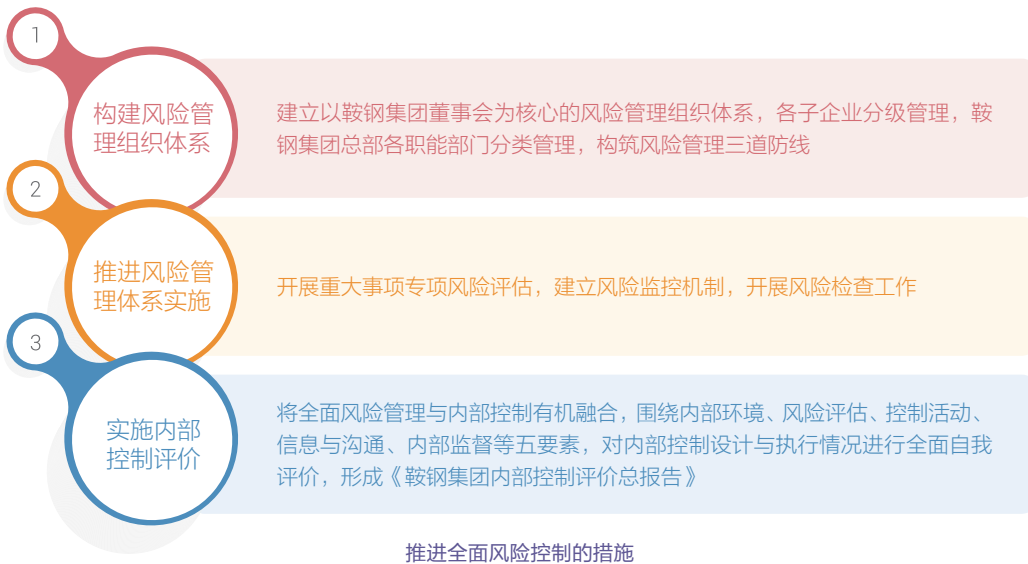 1
构建风险管
理组织体系
建立以鞍钢集团董事会为核心的风险管理组织体系，各子企业分级管理，鞍
钢集团总部各职能部门分类管理，构筑风险管理三道防线
2
推进风险管
理体系实施
开展重大事项专项风险评估，建立风险监控机制，开展风险检查工作
3
实施内部
控制评价
将全面风险管理与内部控制有机融合，围绕内部环境、风险评估、控制活动、
信息与沟通、内部监督等五要素，对内部控制设计与执行情况进行全面自我
评价，形成《鞍钢集团内部控制评价总报告》
推进全面风险控制的措施